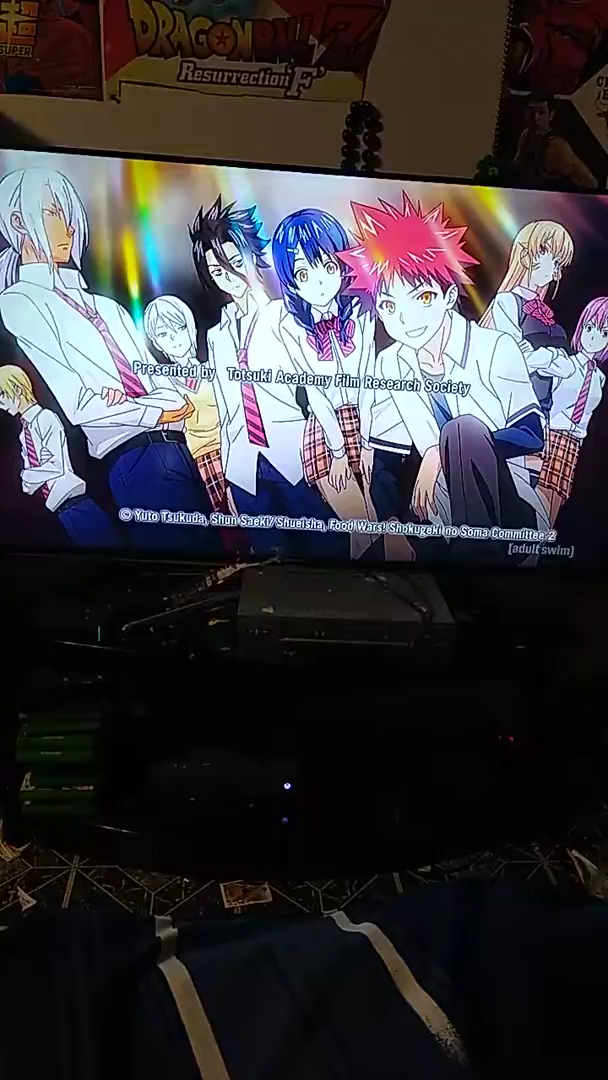 SUPER
DRAGON BALL Z
Resurrection 'F'
Presented by Totsuki Academy Film Research Society
© Yuto Tsukuda, Shun Saeki/ Shueisha, Food Wars! Shokugeki no Soma Committee 2
[adult swim]